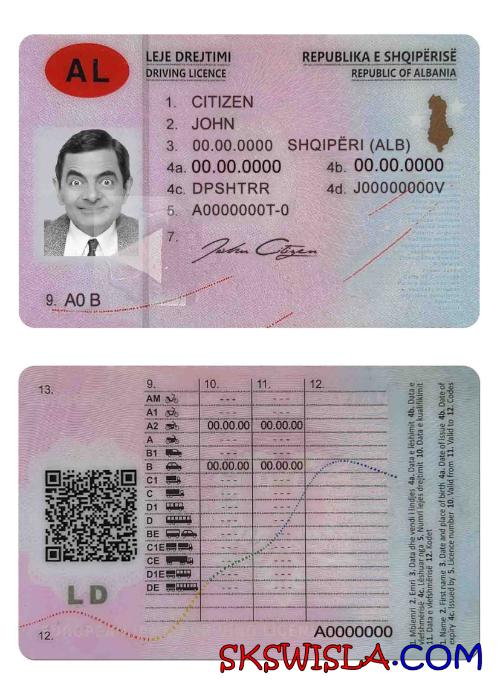 AL
LEJE DREJTIMI REPUBLIKA E SHQIPËRISË
DRIVING LICENCE REPUBLIC OF ALBANIA
1. CITIZEN
2. JOHN
3. 00.00.0000 SHQIPËRI (ALB)
4a. 00.00.0000 4b. 00.00.0000
4c. DPSHTRR 4d. J00000000V
5. A0000000T-0
7. John Citizen
9. A0 B
13.
9. 10. 11. 12.
AM --- ---
A1 --- ---
A2 00.00.00 00.00.00
A --- ---
B1 --- ---
B 00.00.00 00.00.00
C1 --- ---
C --- ---
D1 --- ---
D --- ---
BE --- ---
C1E --- ---
CE --- ---
D1E --- ---
DE --- ---
LD
12.
A0000000
1. Mbiemri 2. Emri 3. Data dhe vendi i lindjes 4a. Data e lëshimit 4b. Data e
vlefshmërisë 4c. Lëshuar nga 5. Numri lejes drejtimit 10. Data e kualifikimit
11. Data e vlefshmërisë 12. Kodet
1. Name 2. First name 3. Date and place of birth 4a. Date of issue 4b. Date of
expiry 4c. Issued by 5. Licence number 10. Valid from 11. Valid to 12. Codes
SKSWISLA.COM